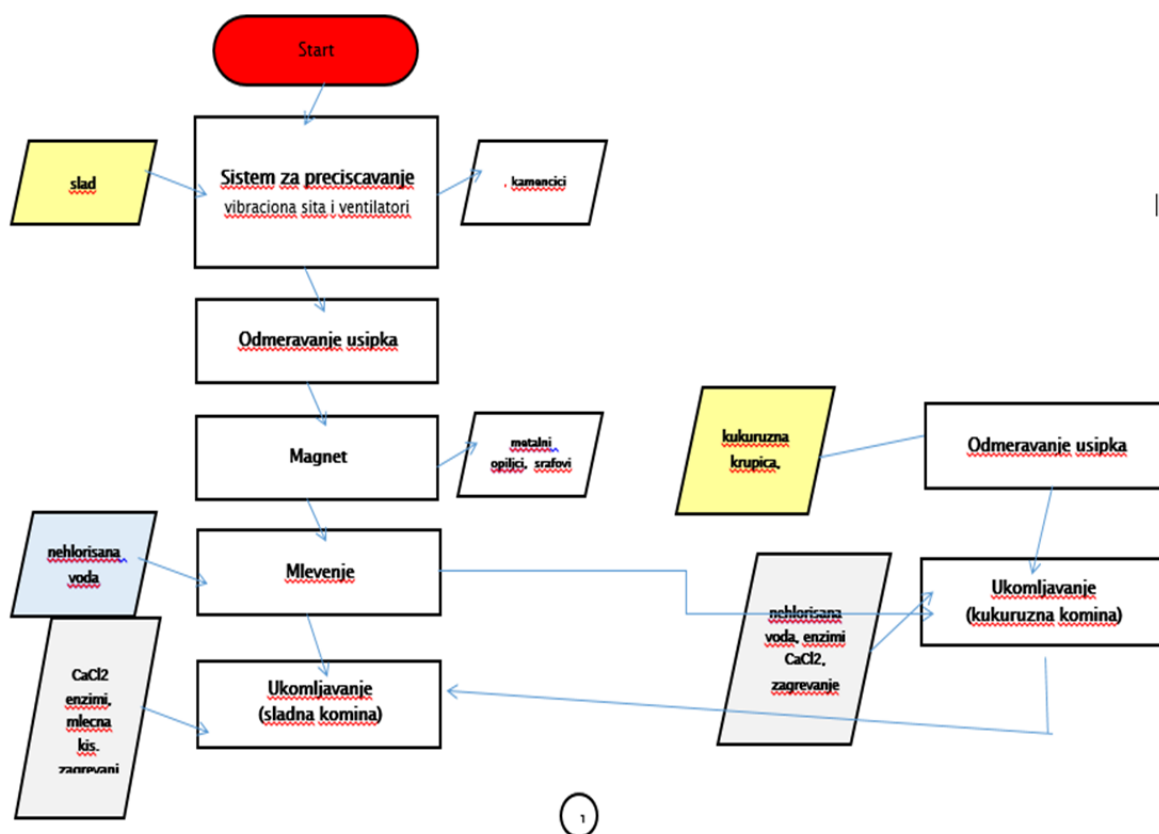 Start
slad
Sistem za preciscavanje
vibraciona sita i ventilatori
, kamencici
Odmeravanje usipka
Magnet
metalni
opiljci, srafovi
kukuruzna
krupica,
Odmeravanje usipka
nehlorisana
voda
Mlevenje
nehlorisana
voda, enzimi
CaCl2,
zagrevanje
Ukomljavanje
(kukuruzna komina)
CaCl2
enzimi,
mlecna
kis.
zagrevanj
Ukomljavanje
(sladna komina)
1